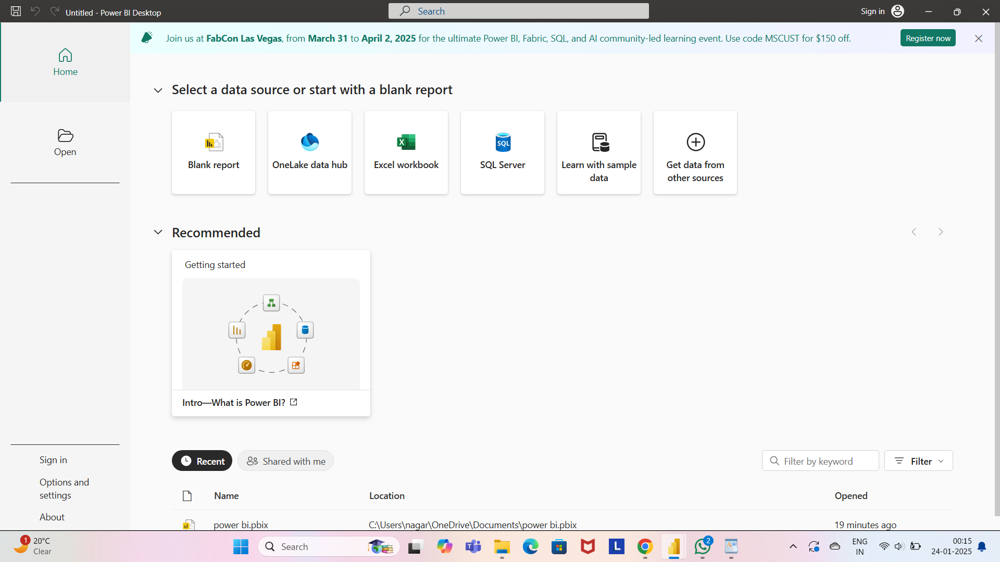 Untitled - Power BI Desktop
Search
Sign in
Join us at FabCon Las Vegas, from March 31 to April 2, 2025 for the ultimate Power BI, Fabric, SQL, and AI community-led learning event. Use code MSCUST for $150 off.
Register now
Home
Open
Select a data source or start with a blank report
Blank report
OneLake data hub
Excel workbook
SQL
SQL Server
Learn with sample
data
Get data from
other sources
Recommended
Getting started
Intro—What is Power BI?
Recent
Shared with me
Filter by keyword
Filter
Name
Location
Opened
power bi.pbix
C:\Users\nagar\OneDrive\Documents\power bi.pbix
19 minutes ago
Sign in
Options and
settings
About
1
20°C
Clear
Search
L
2
ENG
IN
00:15
24-01-2025